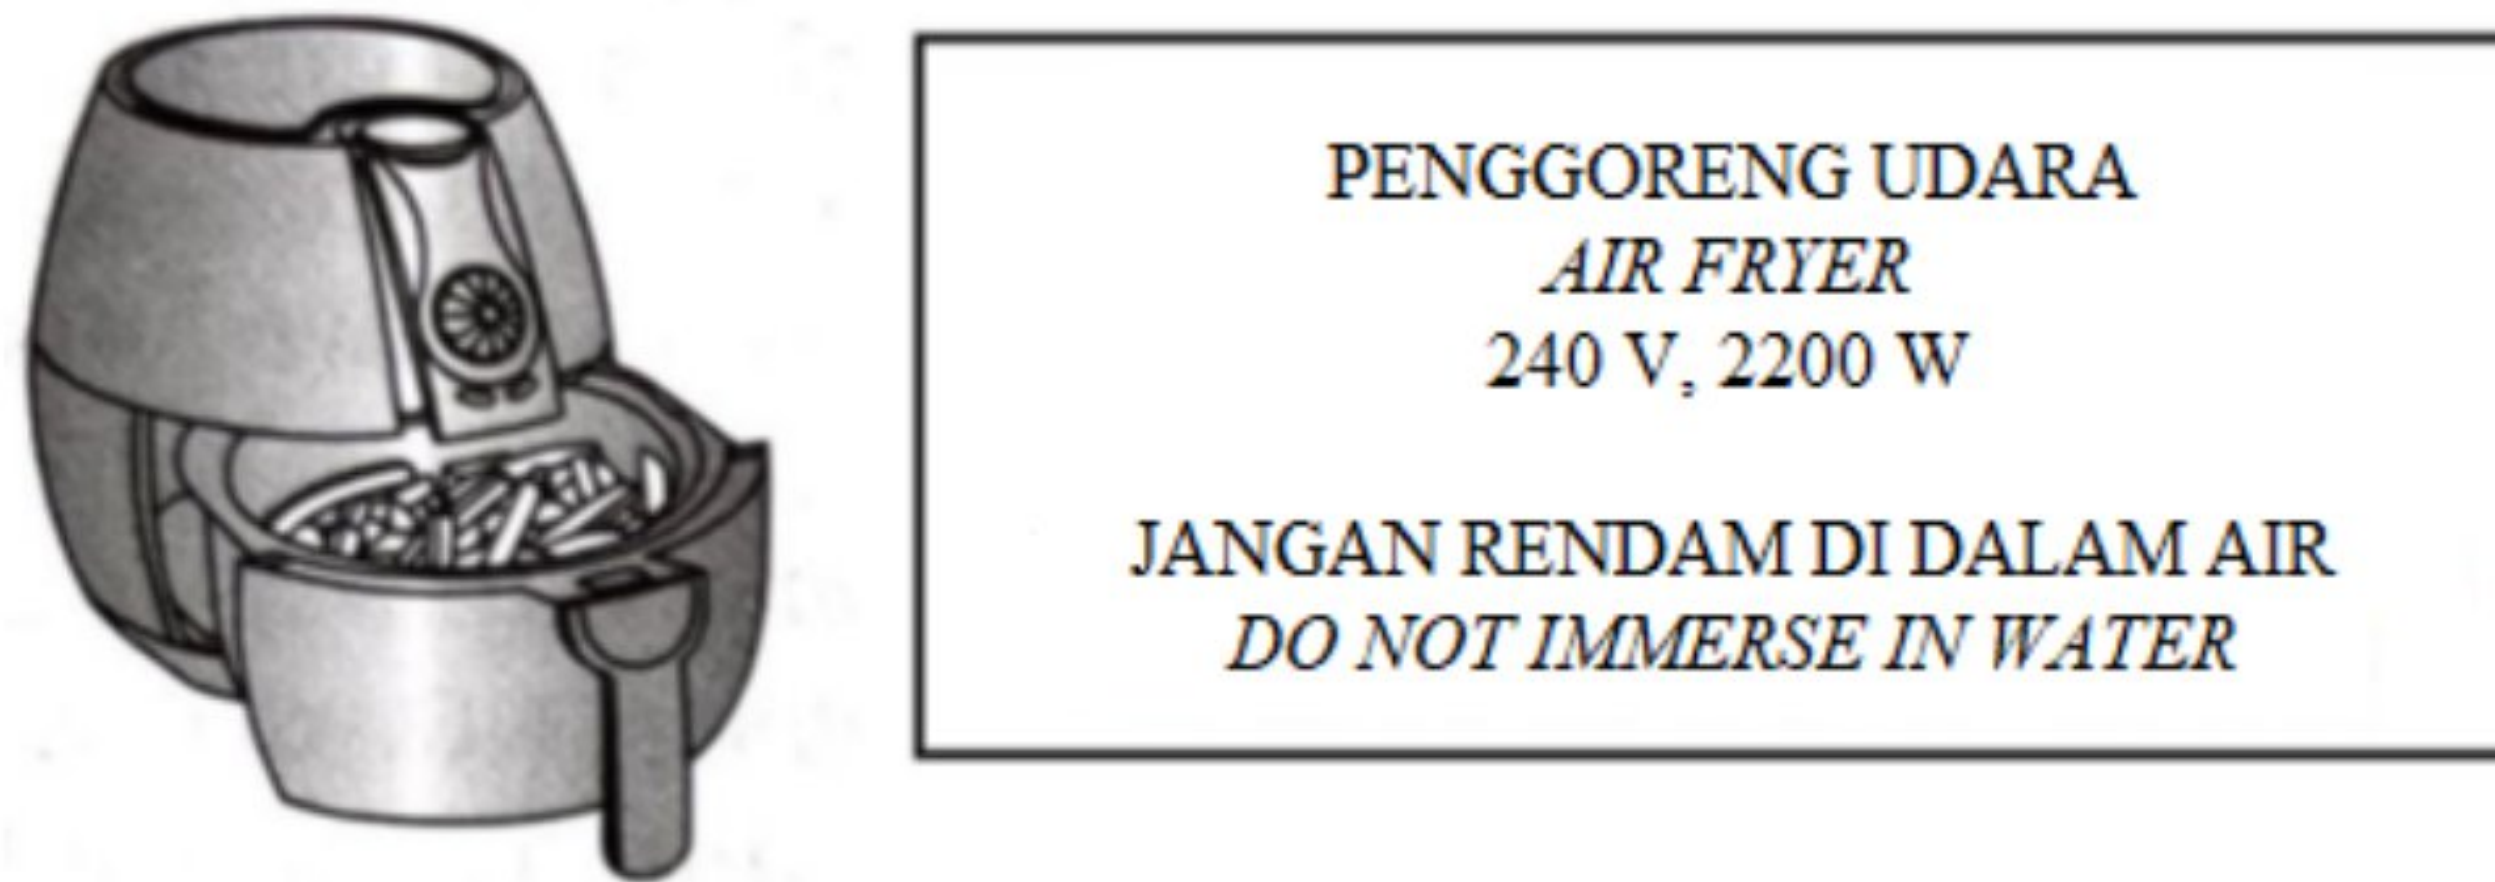 PENGGORENG UDARA
AIR FRYER
240 V, 2200 W
JANGAN RENDAM DI DALAM AIR
DO NOT IMMERSE IN WATER